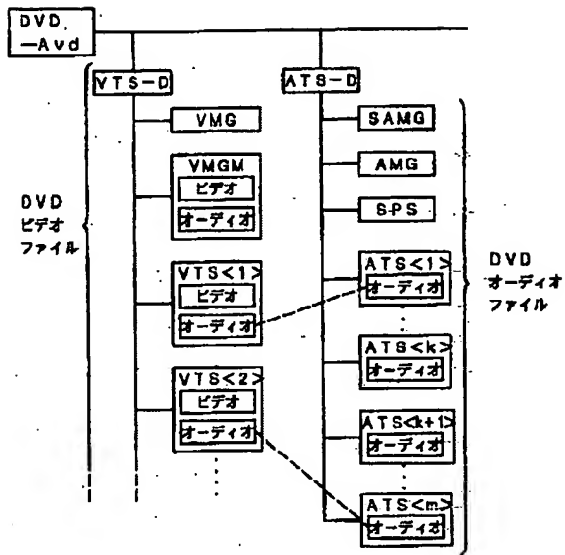 DVD
－Avd
VTS－D
VMG
VMGM
ビデオ
オーディオ
VTS<1>
ビデオ
オーディオ
VTS<2>
ビデオ
オーディオ
DVD
ビデオ
ファイル
ATS－D
SAMG
AMG
SPS
ATS<1>
オーディオ
ATS<k>
オーディオ
ATS<k+1>
オーディオ
ATS<m>
オーディオ
DVD
オーディオ
ファイル